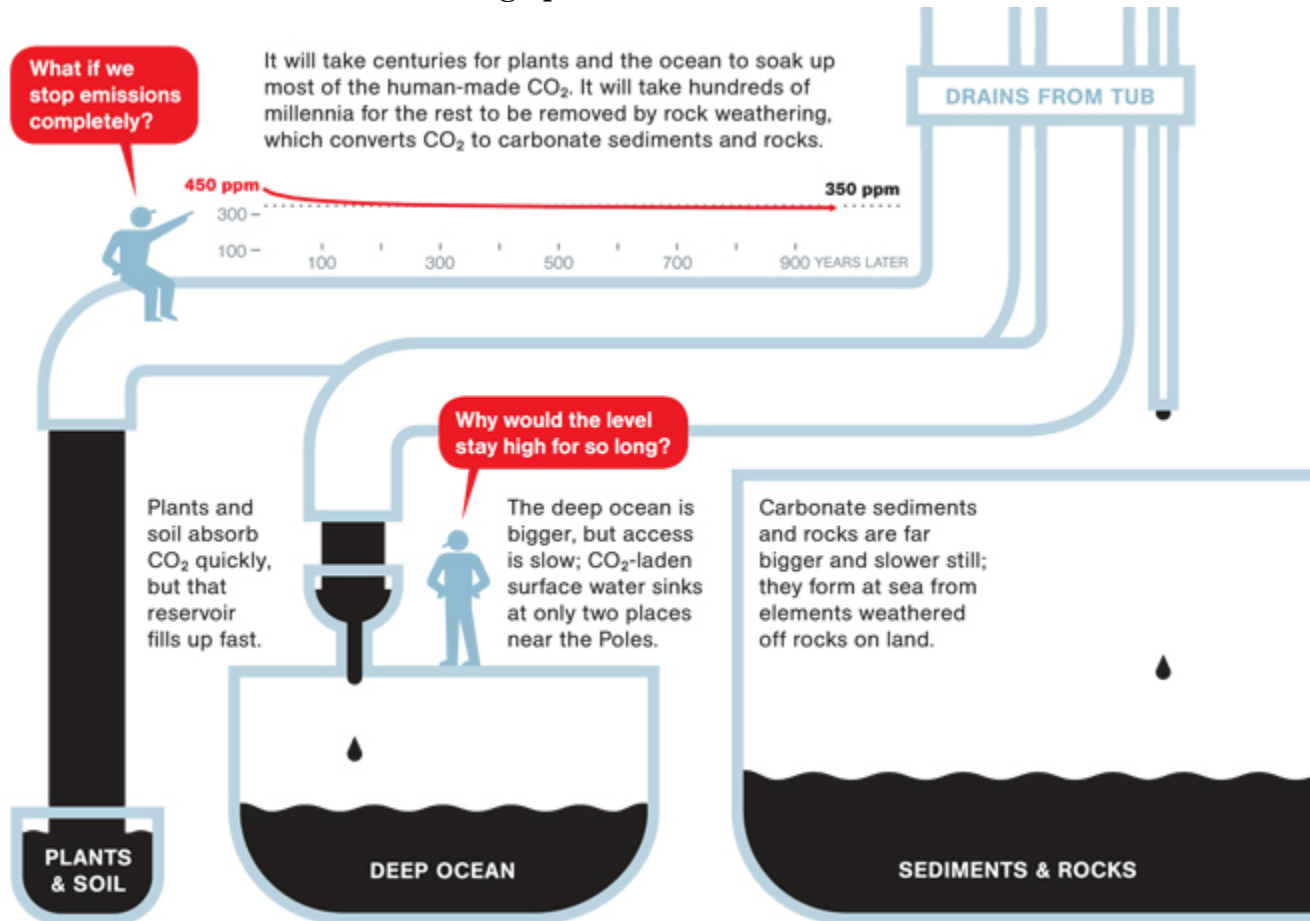 What if we
stop emissions
completely?
It will take centuries for plants and the ocean to soak up
most of the human-made CO₂. It will take hundreds of
millennia for the rest to be removed by rock weathering,
which converts CO₂ to carbonate sediments and rocks.
DRAINS FROM TUB
450 ppm
350 ppm
300
100
100 300 500 700 900 YEARS LATER
Why would the level
stay high for so long?
Plants and
soil absorb
CO₂ quickly,
but that
reservoir
fills up fast.
The deep ocean is
bigger, but access
is slow; CO₂-laden
surface water sinks
at only two places
near the Poles.
Carbonate sediments
and rocks are far
bigger and slower still;
they form at sea from
elements weathered
off rocks on land.
PLANTS
& SOIL
DEEP OCEAN
SEDIMENTS & ROCKS